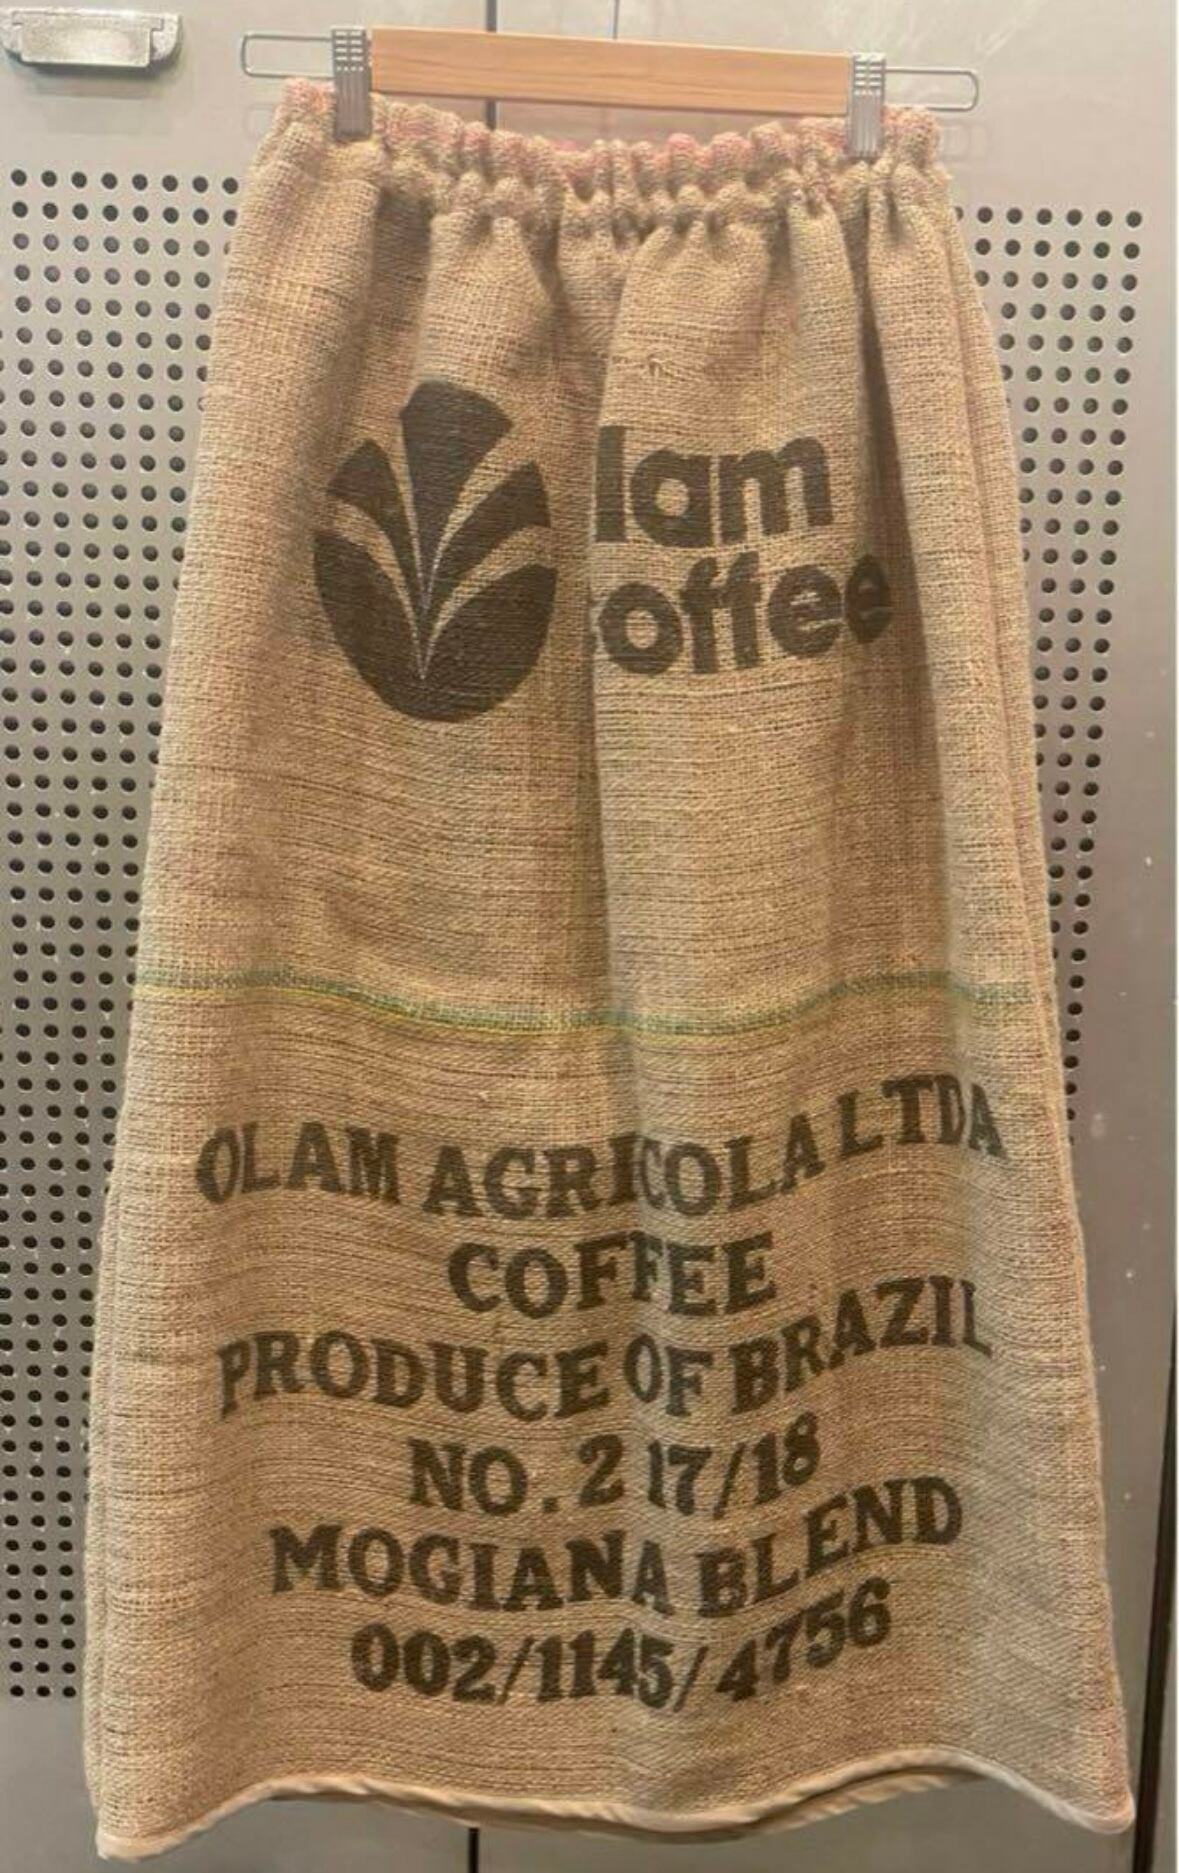 lam
offee
OLAM AGRICOLA LTDA
COFFEE
PRODUCE OF BRAZIL
NO. 2 17/18
MOGIANA BLEND
002/1145/4756